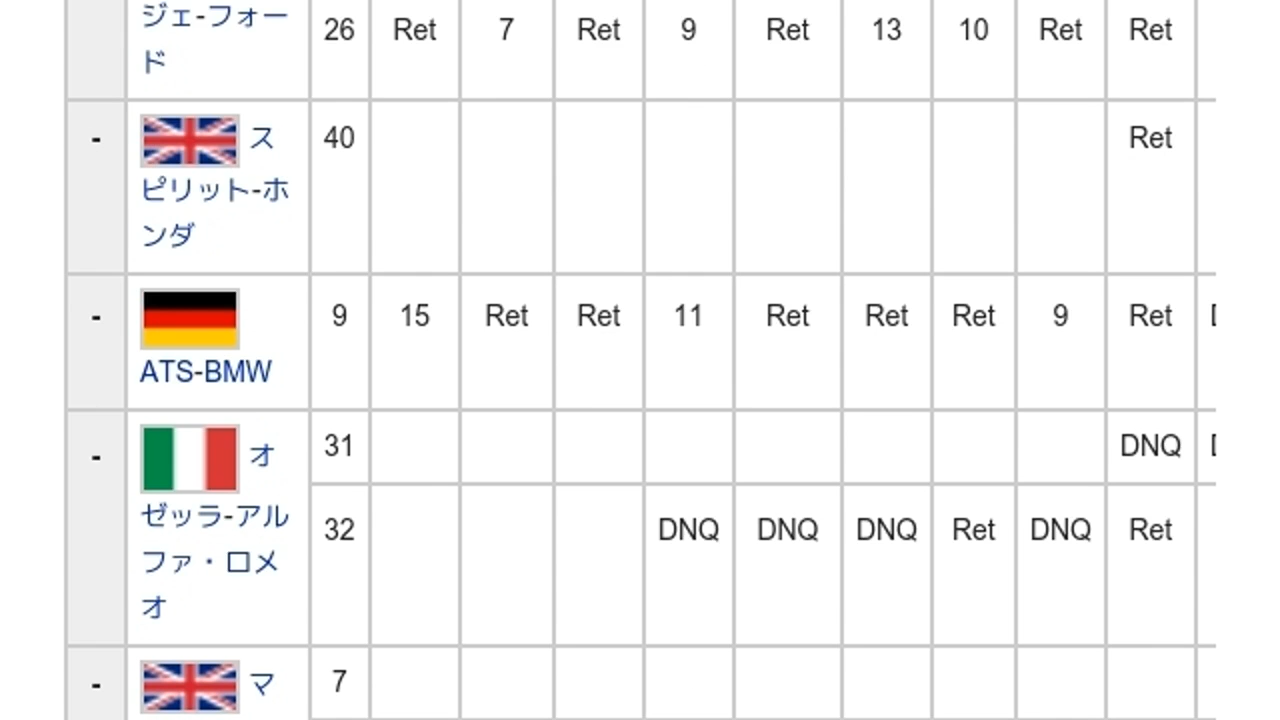 ジェ-フォー
ド
26 Ret 7 Ret 9 Ret 13 10 Ret Ret
- ス 40 Ret
ピリット-ホ
ンダ
- 9 15 Ret Ret 11 Ret Ret Ret 9 Ret
ATS-BMW
31 DNQ
- オ
ゼッラ-アル
ファ・ロメ
オ
32 DNQ DNQ DNQ Ret DNQ Ret
- マ 7